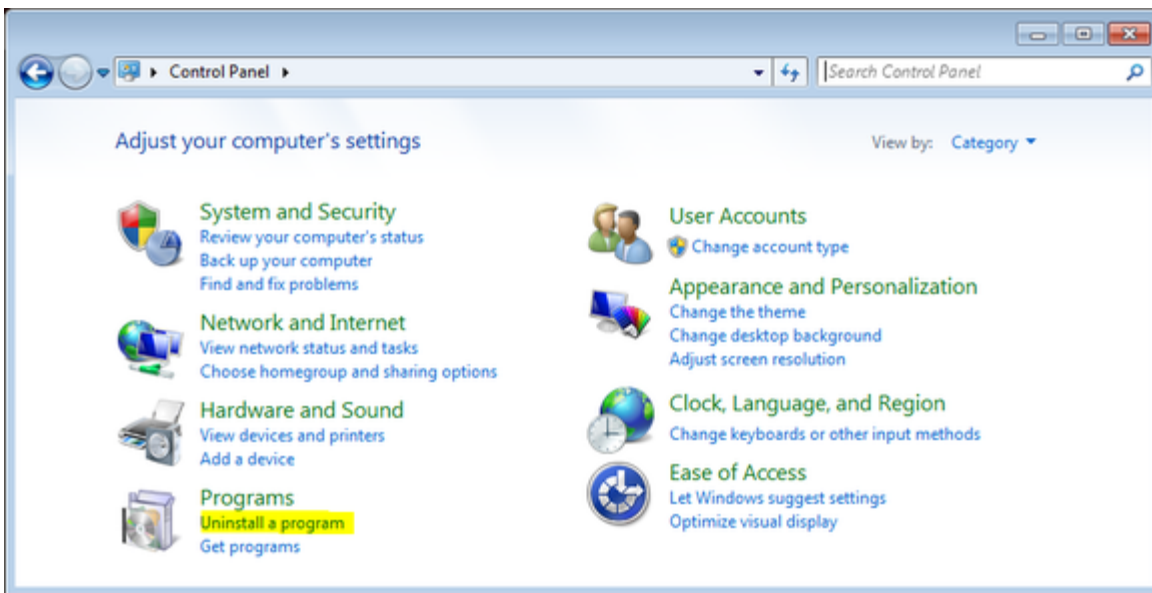 Control Panel
Search Control Panel
Adjust your computer's settings
View by: Category
System and Security
Review your computer's status
Back up your computer
Find and fix problems
Network and Internet
View network status and tasks
Choose homegroup and sharing options
Hardware and Sound
View devices and printers
Add a device
Programs
Uninstall a program
Get programs
User Accounts
Change account type
Appearance and Personalization
Change the theme
Change desktop background
Adjust screen resolution
Clock, Language, and Region
Change keyboards or other input methods
Ease of Access
Let Windows suggest settings
Optimize visual display